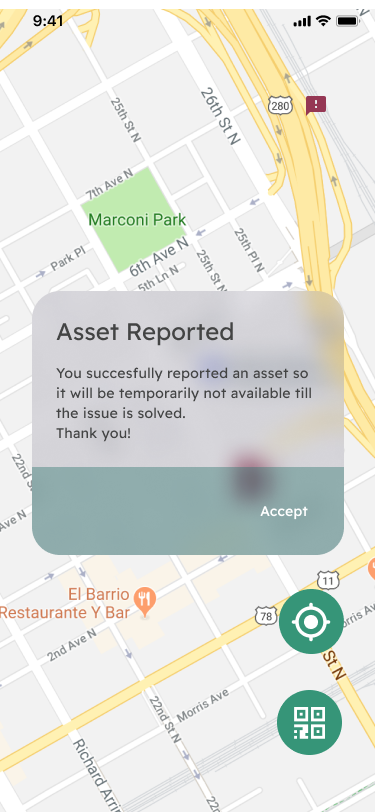 9:41
26th St N
25th St N
280
!
7th Ave N
Marconi Park
6th Ave N
Park Pl
5th Ln N
25th St N
25th Pl N
Asset Reported
You succesfully reported an asset so
it will be temporarily not available till
the issue is solved.
Thank you!
Accept
22nd St
Ave N
11
El Barrio
Restaurante Y Bar
78
2nd Ave N
St N
Morris Ave
22nd St N
Richard Arri